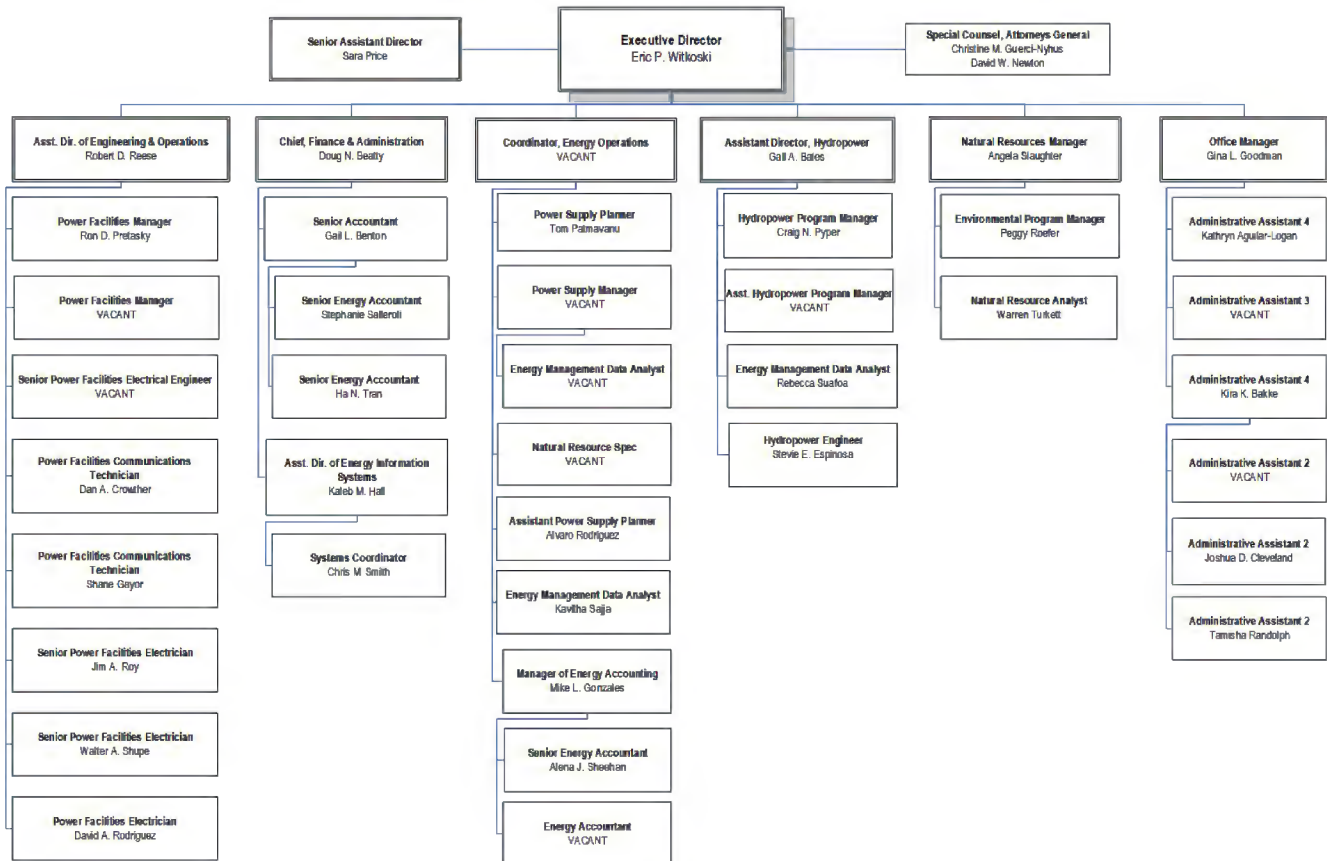 Senior Assistant Director
Sara Price
Executive Director
Eric P. Witkoski
Special Counsel, Attorneys General
Christine M. Guerci-Nyhus
David W. Newton
Asst. Dir. of Engineering & Operations
Robert D. Reese
Power Facilities Manager
Ron D. Pretasky
Power Facilities Manager
VACANT
Senior Power Facilities Electrical Engineer
VACANT
Power Facilities Communications
Technician
Dan A. Crowther
Power Facilities Communications
Technician
Shane Gayor
Senior Power Facilities Electrician
Jim A. Roy
Senior Power Facilities Electrician
Walter A. Shupe
Power Facilities Electrician
David A. Rodriguez
Chief, Finance & Administration
Doug N. Beatty
Senior Accountant
Gail L. Benton
Senior Energy Accountant
Stephanie Salleroli
Senior Energy Accountant
Ha N. Tran
Asst. Dir. of Energy Information
Systems
Kaleb M. Hall
Systems Coordinator
Chris M. Smith
Coordinator, Energy Operations
VACANT
Power Supply Planner
Tom Patmavanu
Power Supply Manager
VACANT
Energy Management Data Analyst
VACANT
Natural Resource Spec
VACANT
Assistant Power Supply Planner
Alvaro Rodriguez
Energy Management Data Analyst
Kavitha Sajja
Manager of Energy Accounting
Mike L. Gonzales
Senior Energy Accountant
Alena J. Sheehan
Energy Accountant
VACANT
Assistant Director, Hydropower
Gail A. Bates
Hydropower Program Manager
Craig N. Pyper
Asst. Hydropower Program Manager
VACANT
Energy Management Data Analyst
Rebecca Suafoa
Hydropower Engineer
Stevie E. Espinosa
Natural Resources Manager
Angela Slaughter
Environmental Program Manager
Peggy Roefer
Natural Resource Analyst
Warren Turkett
Office Manager
Gina L. Goodman
Administrative Assistant 4
Kathryn Aguilar-Logan
Administrative Assistant 3
VACANT
Administrative Assistant 4
Kira K. Bakke
Administrative Assistant 2
VACANT
Administrative Assistant 2
Joshua D. Cleveland
Administrative Assistant 2
Tamisha Randolph